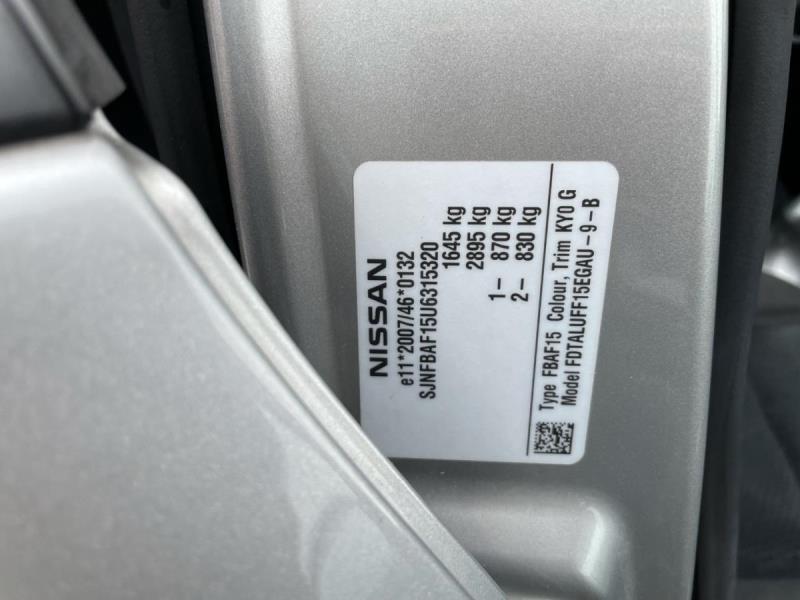 NISSAN
e11*2007/46*0132
SJNFBAF15U6315320
1645 kg
2895 kg
1- 870 kg
2- 830 kg
Type FBAF15 Colour, Trim KY0 G
Model FDTALUFF15EGAU-9-B